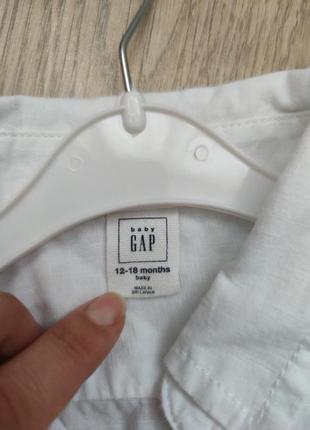 baby
GAP
12-18 months
baby
MADE IN
SRI LANKA